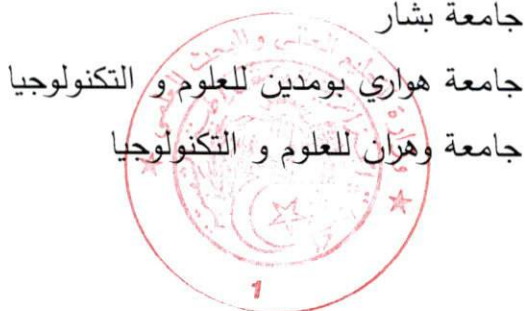 جامعة بشار
جامعة هواري بومدين للعلوم و التكنولوجيا
جامعة وهران للعلوم و التكنولوجيا
1